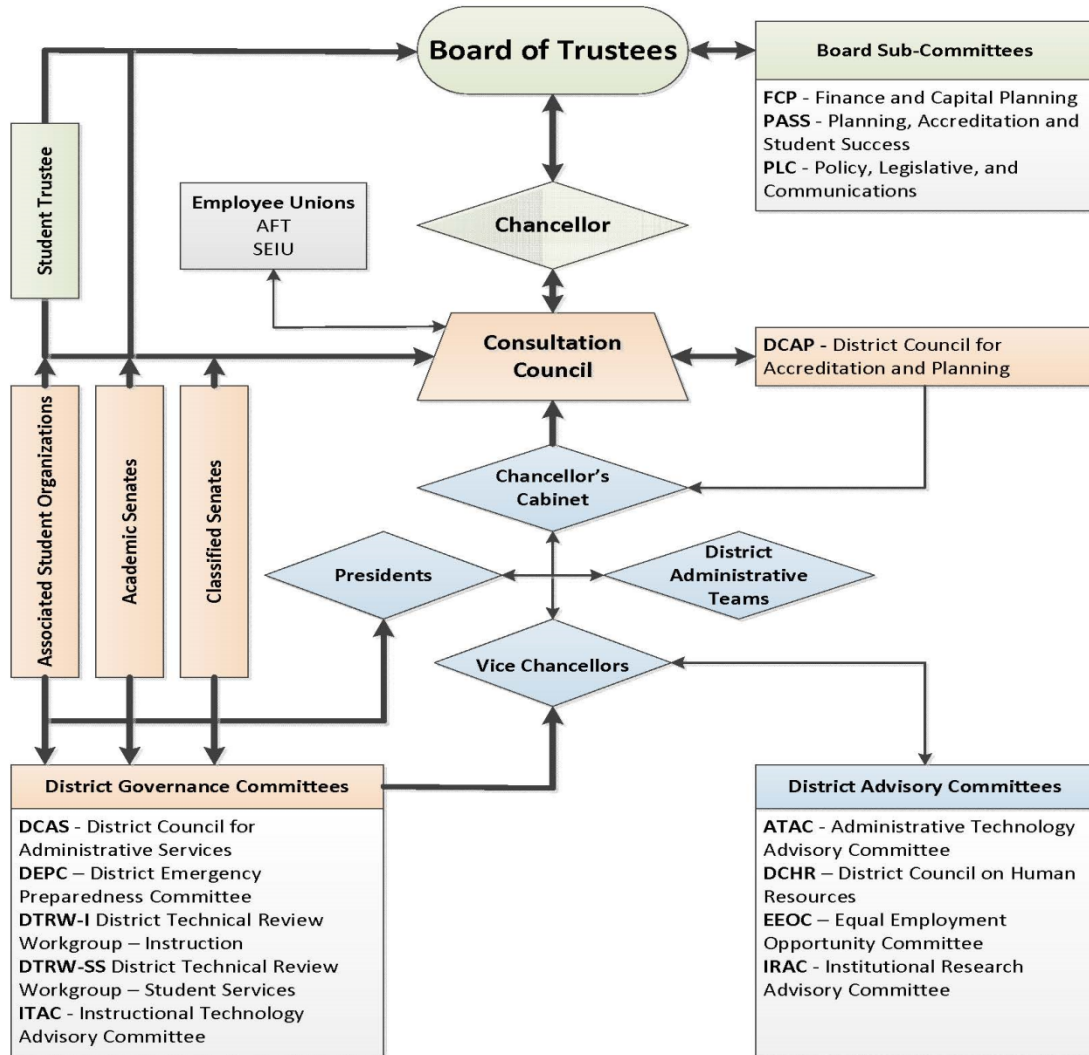 Board of Trustees
Board Sub-Committees
FCP - Finance and Capital Planning
PASS - Planning, Accreditation and
Student Success
PLC - Policy, Legislative, and
Communications
Student Trustee
Employee Unions
AFT
SEIU
Chancellor
Consultation
Council
DCAP - District Council for
Accreditation and Planning
Associated Student Organizations
Academic Senates
Classified Senates
Chancellor’s
Cabinet
Presidents
District
Administrative
Teams
Vice Chancellors
District Governance Committees
DCAS - District Council for
Administrative Services
DEPC – District Emergency
Preparedness Committee
DTRW-I District Technical Review
Workgroup – Instruction
DTRW-SS District Technical Review
Workgroup – Student Services
ITAC - Instructional Technology
Advisory Committee
District Advisory Committees
ATAC - Administrative Technology
Advisory Committee
DCHR – District Council on Human
Resources
EEOC – Equal Employment
Opportunity Committee
IRAC - Institutional Research
Advisory Committee